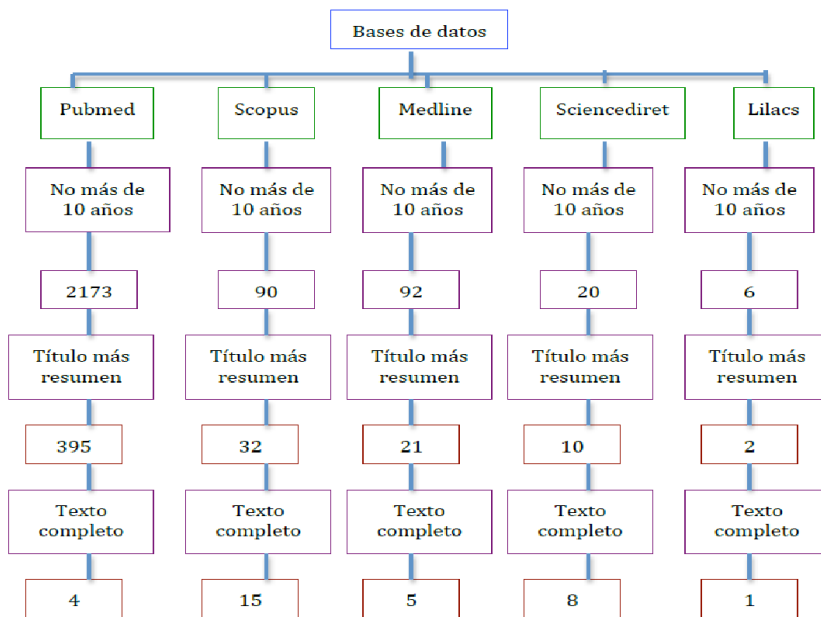 Bases de datos
Pubmed
Scopus
Medline
Sciencediret
Lilacs
No más de
10 años
No más de
10 años
No más de
10 años
No más de
10 años
No más de
10 años
2173
90
92
20
6
Título más
resumen
Título más
resumen
Título más
resumen
Título más
resumen
Título más
resumen
395
32
21
10
2
Texto
completo
Texto
completo
Texto
completo
Texto
completo
Texto
completo
4
15
5
8
1